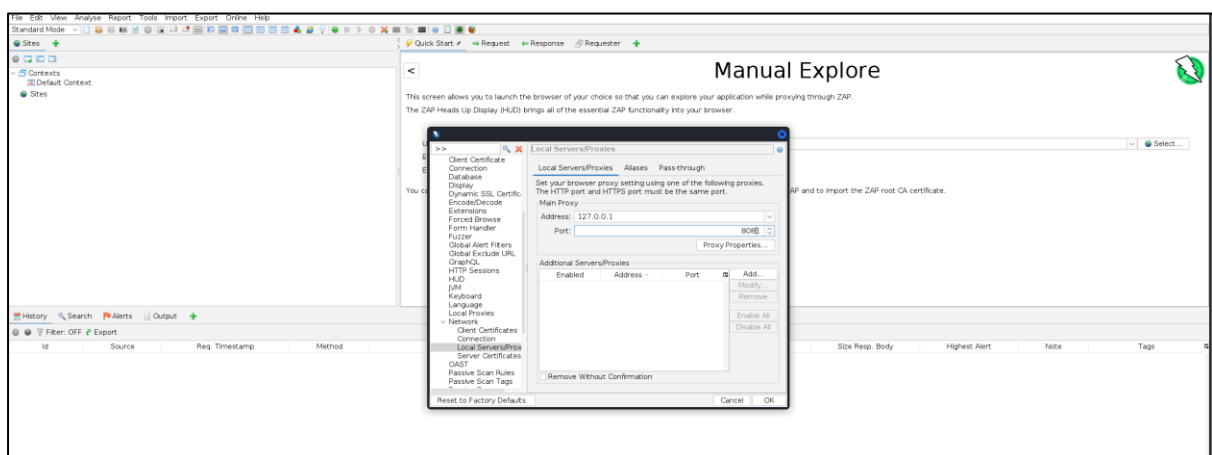 File Edit View Analyse Report Tools Import Export Online Help
Standard Mode
Sites
Quick Start Request Response Requester
Contexts
Default Context
Sites
<
Manual Explore
This screen allows you to launch the browser of your choice so that you can explore your application while proxying through ZAP.
The ZAP Heads Up Display (HUD) brings all of the essential ZAP functionality into your browser.
Select...
AP and to import the ZAP root CA certificate.
>>
Client Certificate
Connection
Database
Display
Dynamic SSL Certific.
Encode/Decode
Extensions
Forced Browse
Form Handler
Fuzzer
Global Alert Filters
Global Exclude URL
GraphQL
HTTP Sessions
HUD
JVM
Keyboard
Language
Local Proxies
Network
Client Certificates
Connection
Local Servers/Prox
Server Certificates
OAST
Passive Scan Rules
Passive Scan Tags
Local Servers/Proxies
Local Servers/Proxies Aliases Pass-through
Set your browser proxy setting using one of the following proxies.
The HTTP port and HTTPS port must be the same port.
Main Proxy
Address: 127.0.0.1
Port: 8081
Proxy Properties...
Additional Servers/Proxies
Enabled Address Port
Add...
Modify...
Remove
Enable All
Disable All
Remove Without Confirmation
Reset to Factory Defaults
Cancel OK
History Search Alerts Output
Filter: OFF Export
Id Source Req. Timestamp Method Size Resp. Body Highest Alert Note Tags